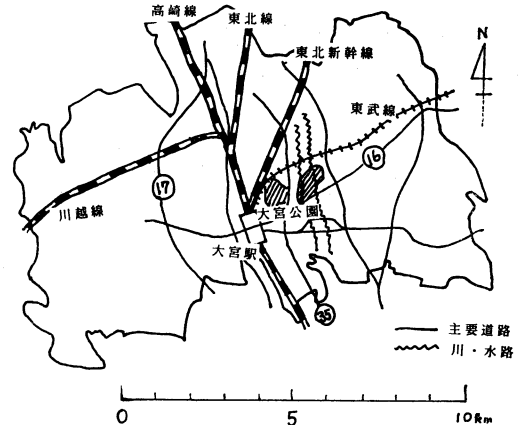 高崎線
東北線
東北新幹線
N
東武線
16
17
川越線
大宮公園
大宮駅
35
主要道路
川・水路
0 5 10km